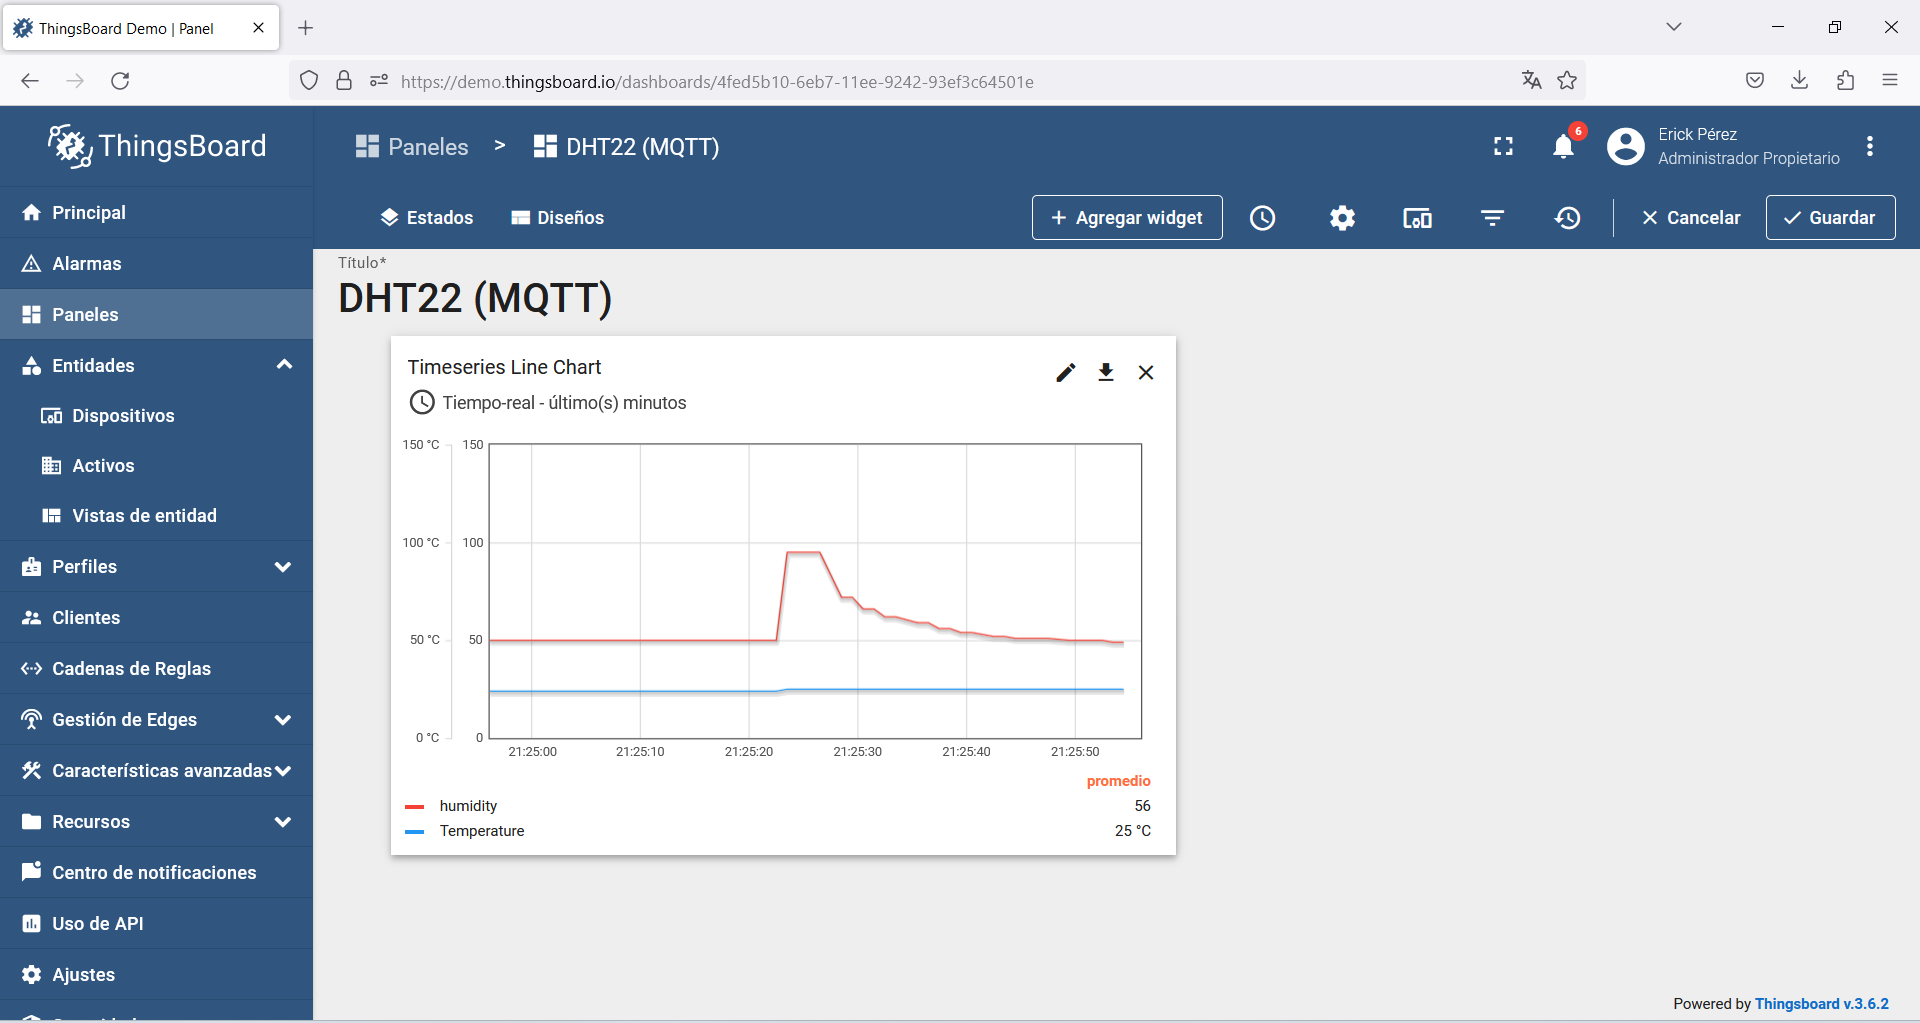 ThingsBoard Demo | Panel
https://demo.thingsboard.io/dashboards/4fed5b10-6eb7-11ee-9242-93ef3c64501e
ThingsBoard
Paneles > DHT22 (MQTT)
6
Erick Pérez
Administrador Propietario
Estados
Diseños
+ Agregar widget
Cancelar
Guardar
Principal
Alarmas
Paneles
Entidades
Dispositivos
Activos
Vistas de entidad
Perfiles
Clientes
Cadenas de Reglas
Gestión de Edges
Características avanzadas
Recursos
Centro de notificaciones
Uso de API
Ajustes
Título*
DHT22 (MQTT)
Timeseries Line Chart
Tiempo-real - último(s) minutos
150 °C 150
100 °C 100
50 °C 50
0 °C 0
21:25:00 21:25:10 21:25:20 21:25:30 21:25:40 21:25:50
promedio
humidity 56
Temperature 25 °C
Powered by Thingsboard v.3.6.2